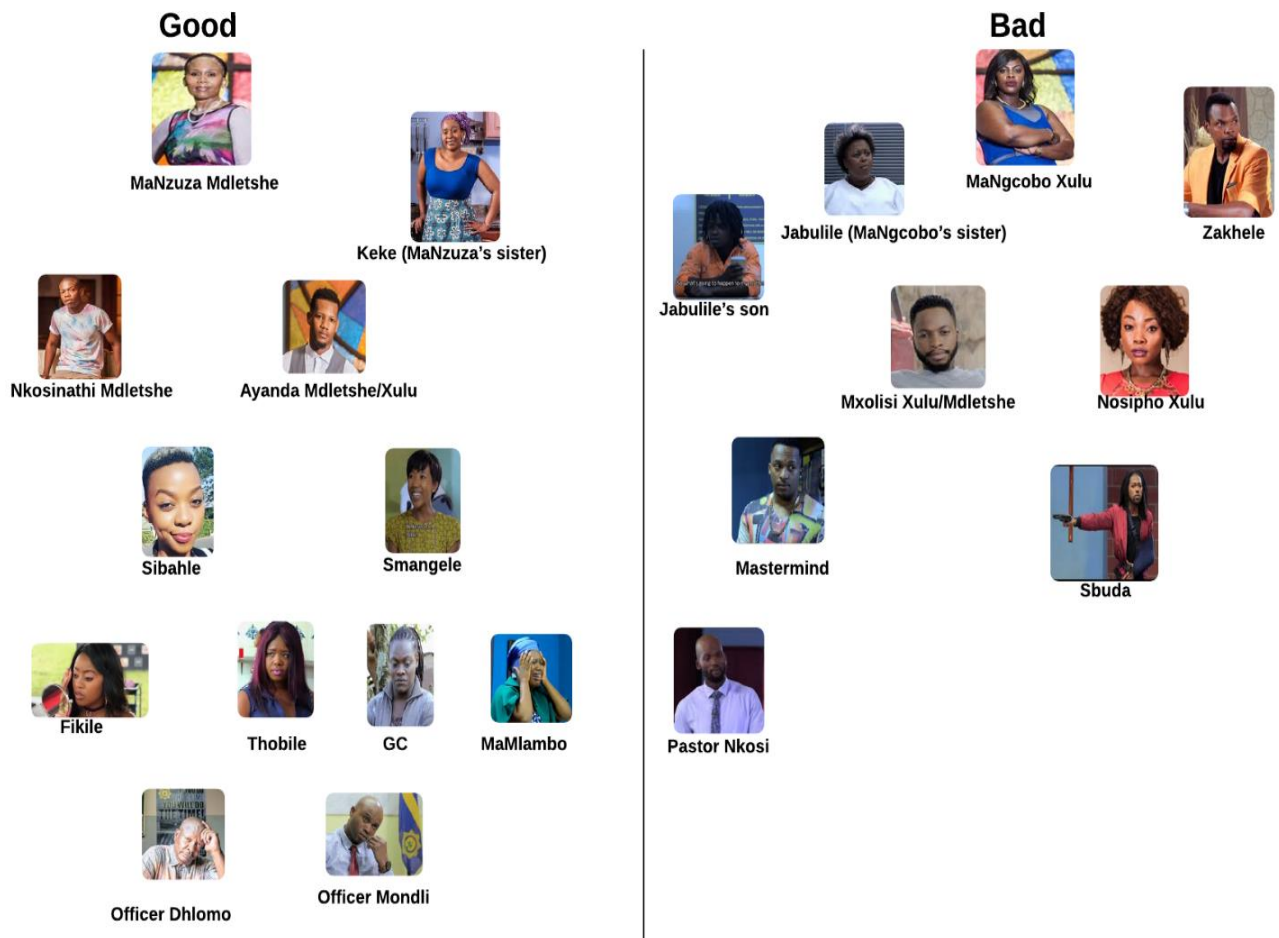 Good
Bad
MaNzuza Mdletshe
Keke (MaNzuza’s sister)
Nkosinathi Mdletshe
Ayanda Mdletshe/Xulu
Sibahle
Smangele
Fikile
Thobile
GC
MaMlambo
THE TIME!
Officer Dhlomo
Officer Mondli
MaNgcobo Xulu
Zakhele
Jabulile (MaNgcobo’s sister)
Jabulile’s son
Mxolisi Xulu/Mdletshe
Nosipho Xulu
Mastermind
Sbuda
Pastor Nkosi